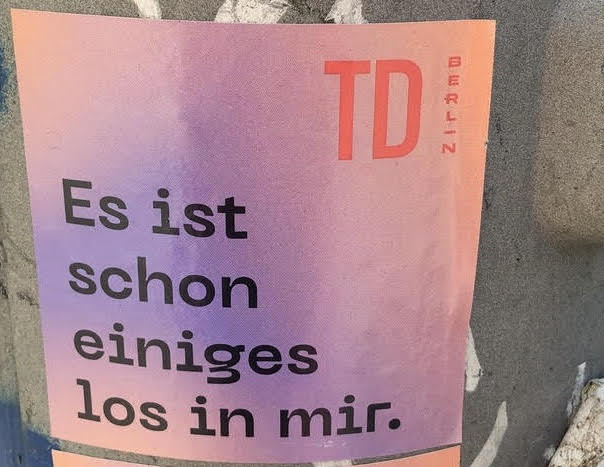 TD
BERLIN
Es ist
schon
einiges
los in mir.